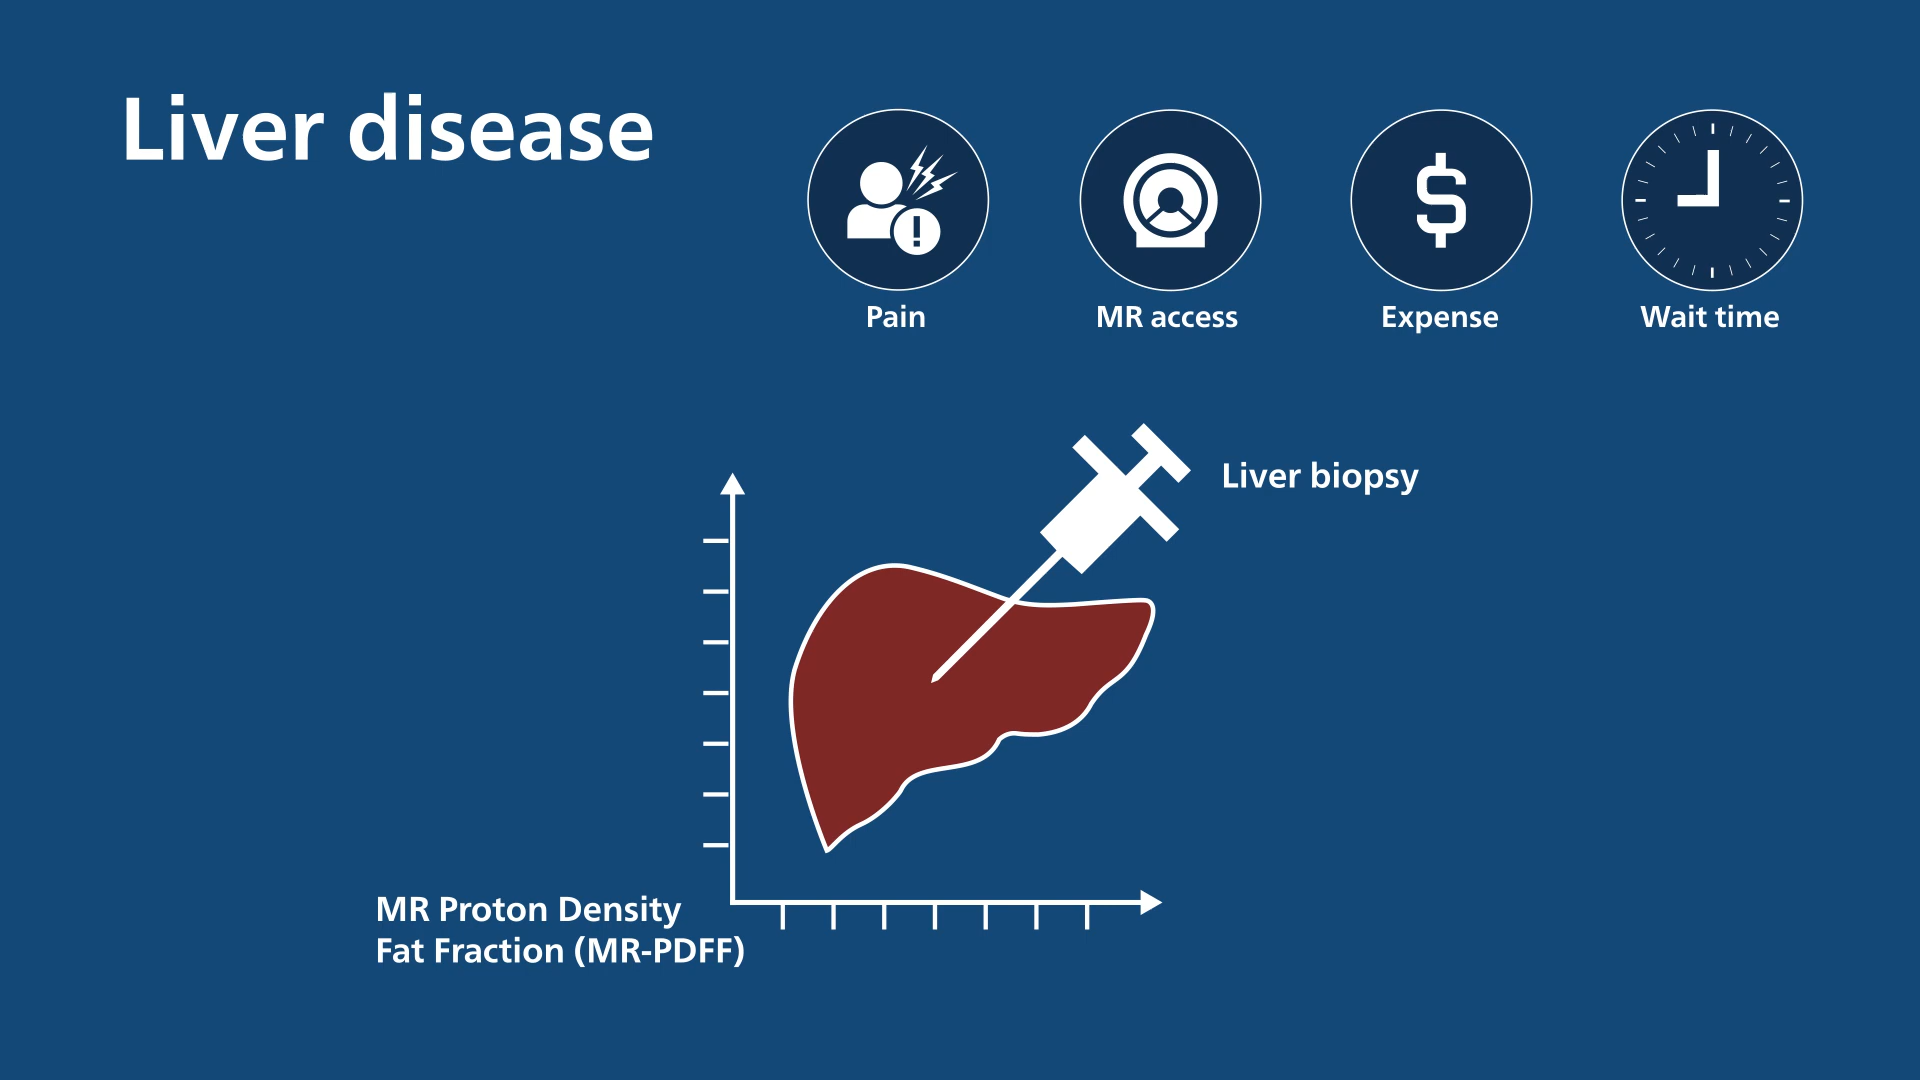 Liver disease
Pain
MR access
Expense
Wait time
Liver biopsy
MR Proton Density
Fat Fraction (MR-PDFF)